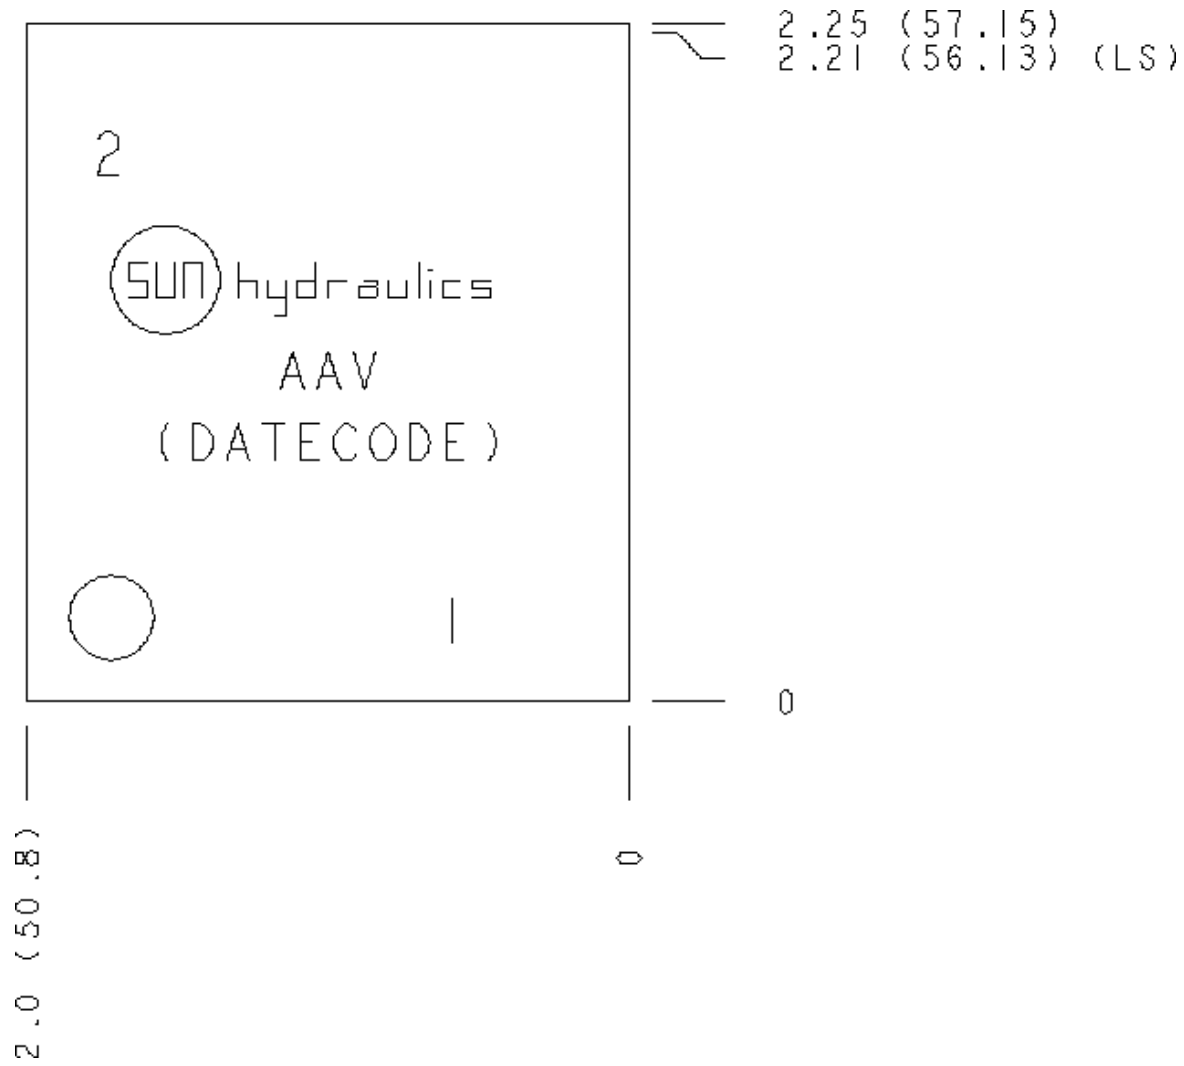 2.25 (57.15)
2.21 (56.13) (LS)
2
SUN hydraulics
AAV
(DATECODE)
1
0
2.0 (50.8)
0